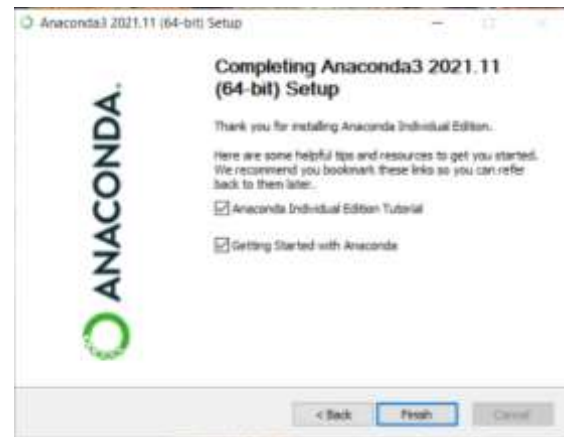 Anaconda3 2021.11 (64-bit) Setup
Completing Anaconda3 2021.11
(64-bit) Setup
Thank you for installing Anaconda Individual Edition.
Here are some helpful tips and resources to get you started.
We recommend you bookmark these links so you can refer
back to them later.
Anaconda Individual Edition Tutorial
Getting Started with Anaconda
ANACONDA.
< Back
Finish
Cancel